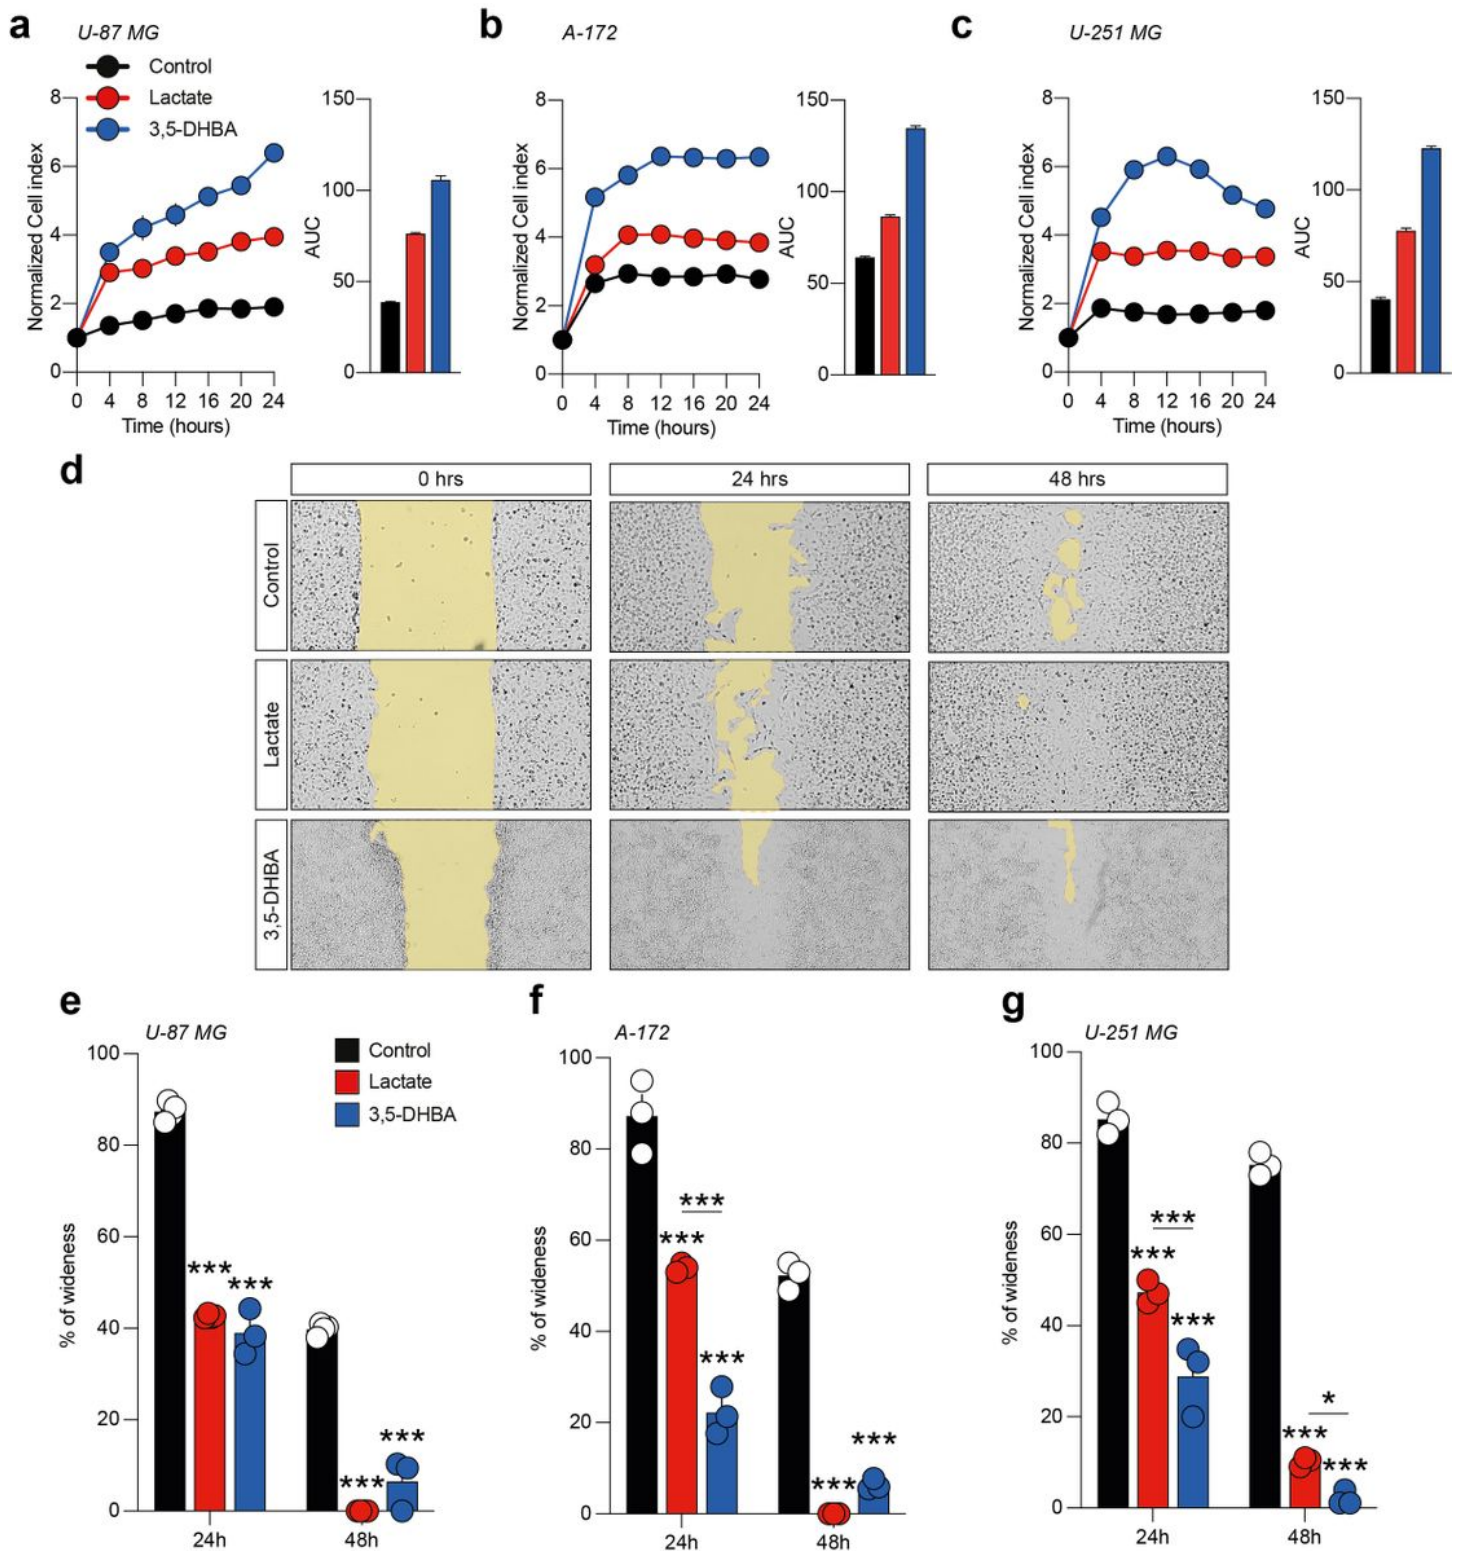 a
U-87 MG
Control
Lactate
3,5-DHBA
Normalized Cell index
8
6
4
2
0
0 4 8 12 16 20 24
Time (hours)
AUC
150
100
50
0
b
A-172
Normalized Cell index
8
6
4
2
0
0 4 8 12 16 20 24
Time (hours)
AUC
150
100
50
0
c
U-251 MG
Normalized Cell index
8
6
4
2
0
0 4 8 12 16 20 24
Time (hours)
AUC
150
100
50
0
d
0 hrs
24 hrs
48 hrs
Control
Lactate
3,5-DHBA
e
U-87 MG
Control
Lactate
3,5-DHBA
% of wideness
100
80
60
40
20
0
***
***
***
***
24h
48h
f
A-172
% of wideness
100
80
60
40
20
0
***
***
***
***
***
24h
48h
g
U-251 MG
% of wideness
100
80
60
40
20
0
***
***
***
*
***
***
24h
48h